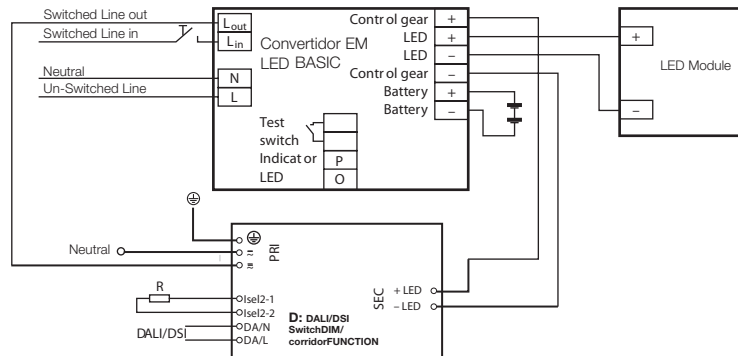 Switched Line out
Switched Line in
Neutral
Un-Switched Line
Lout
Lin
N
L
Convertidor EM
LED BASIC
Test
switch
Indicator
LED
P
O
Control gear +
LED +
LED –
Control gear –
Battery +
Battery –
+
–
LED Module
Neutral
PRI
R
Isel2-1
Isel2-2
DALI/DSI
DA/N
DA/L
D: DALI/DSI
SwitchDIM/
corridorFUNCTION
SEC
+ LED
– LED